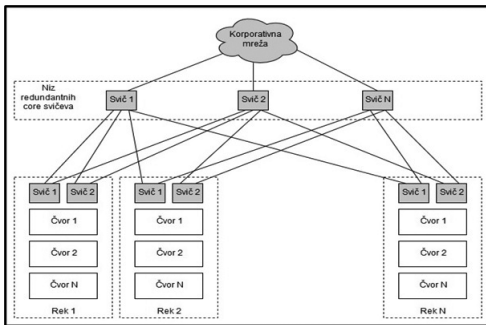 Korporativna
mreža
Niz
redundantnih
core svičeva
Svič 1
Svič 2
Svič N
Svič 1
Svič 2
Svič 1
Svič 2
Svič 1
Svič 2
Čvor 1
Čvor 1
Čvor 1
Čvor 2
Čvor 2
Čvor 2
Čvor N
Čvor N
Čvor N
Rek 1
Rek 2
Rek N